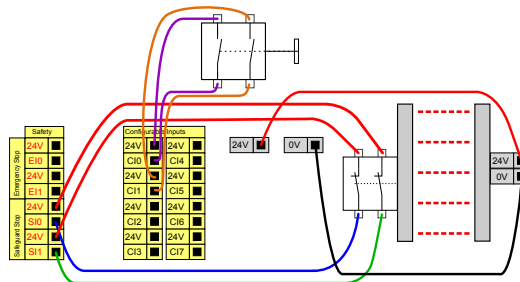 Safety
Emergency Stop
24V
EI0
24V
EI1
Safeguard Stop
24V
SI0
24V
SI1
Configurable Inputs
24V 24V
CI0 CI4
24V 24V
CI1 CI5
24V 24V
CI2 CI6
24V 24V
CI3 CI7
24V 0V
24V
0V